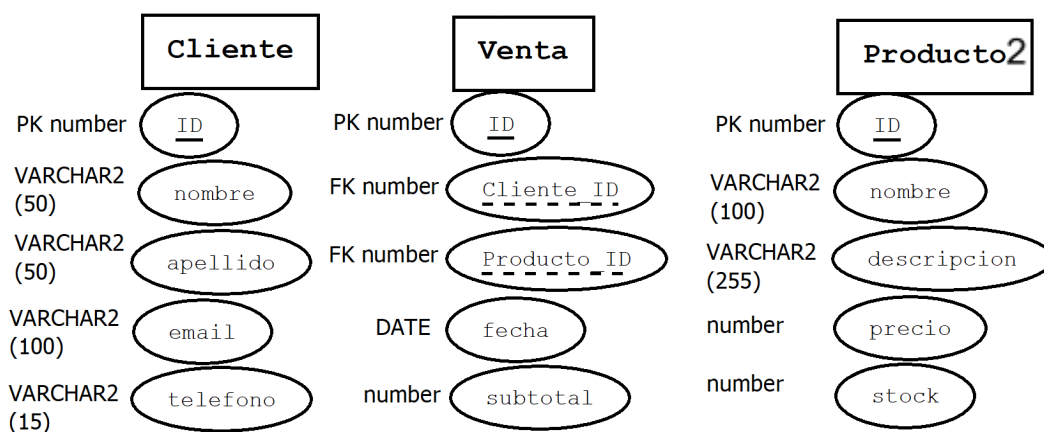 Cliente Venta Producto2
PK number ID PK number ID PK number ID
VARCHAR2
(50) nombre FK number Cliente_ID VARCHAR2
(100) nombre
VARCHAR2
(50) apellido FK number Producto_ID VARCHAR2
(255) descripcion
VARCHAR2
(100) email DATE fecha number precio
VARCHAR2
(15) telefono number subtotal number stock